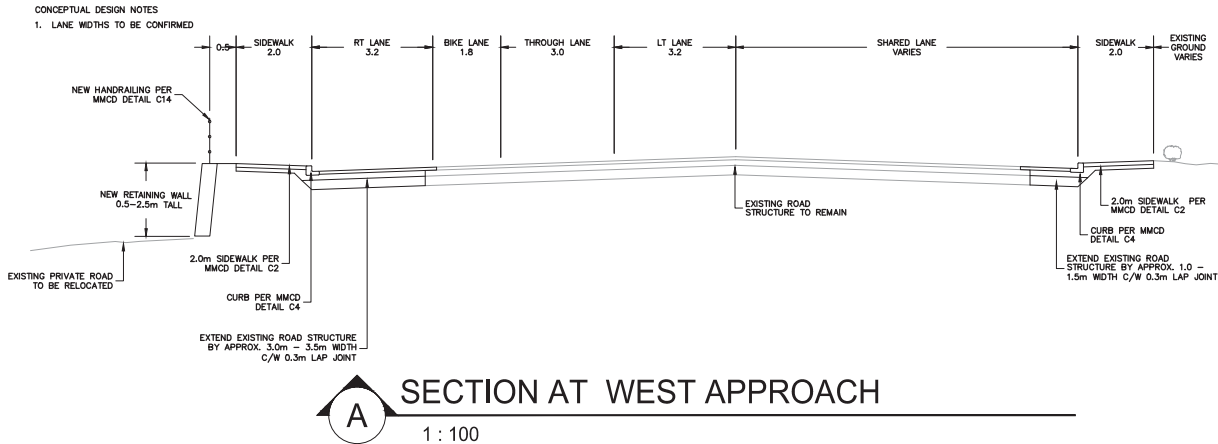 CONCEPTUAL DESIGN NOTES
1. LANE WIDTHS TO BE CONFIRMED
0.5
SIDEWALK
2.0
RT LANE
3.2
BIKE LANE
1.8
THROUGH LANE
3.0
LT LANE
3.2
SHARED LANE
VARIES
SIDEWALK
2.0
EXISTING
GROUND
VARIES
NEW HANDRAILING PER
MMCD DETAIL C14
NEW RETAINING WALL
0.5-2.5m TALL
EXISTING PRIVATE ROAD
TO BE RELOCATED
2.0m SIDEWALK PER
MMCD DETAIL C2
CURB PER MMCD
DETAIL C4
EXTEND EXISTING ROAD STRUCTURE
BY APPROX. 3.0m - 3.5m WIDTH
C/W 0.3m LAP JOINT
EXISTING ROAD
STRUCTURE TO REMAIN
2.0m SIDEWALK PER
MMCD DETAIL C2
CURB PER MMCD
DETAIL C4
EXTEND EXISTING ROAD
STRUCTURE BY APPROX. 1.0 -
1.5m WIDTH C/W 0.3m LAP JOINT
A
SECTION AT WEST APPROACH
1 : 100